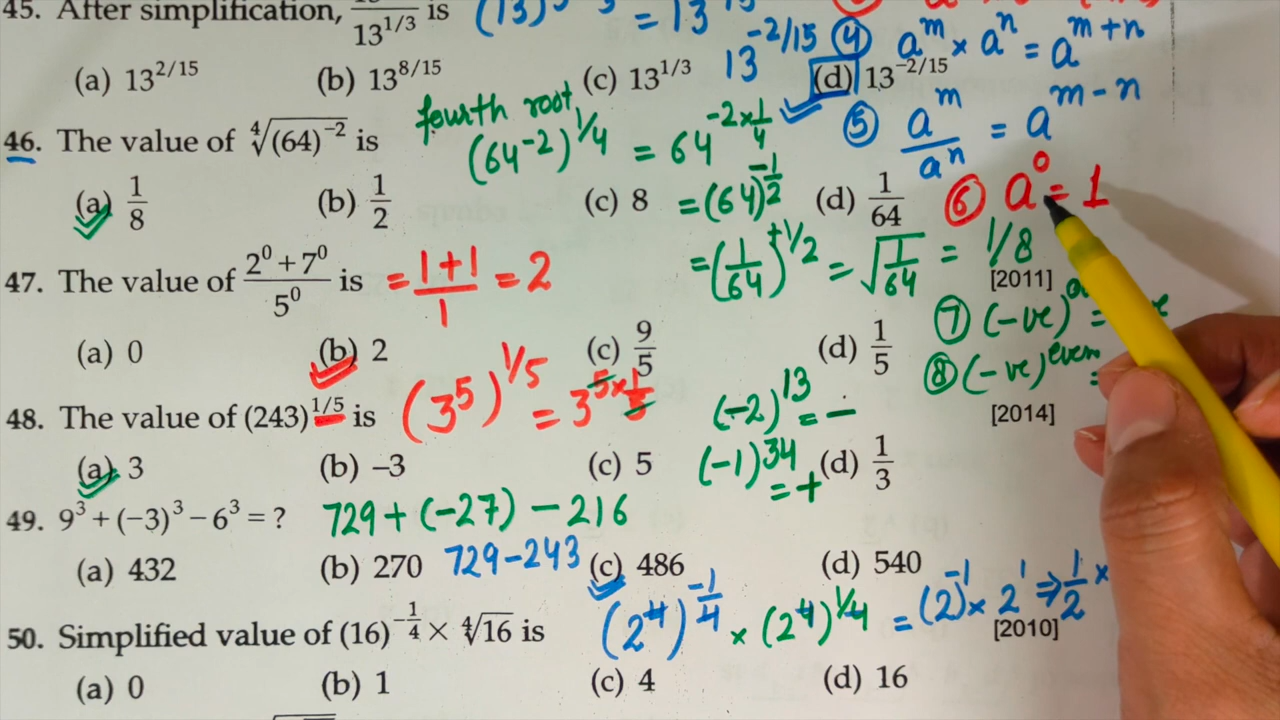 45. After simplification, 13^{1/3} is (13) = 13
13^{-2/15} ④ a^m × a^n = a^{m+n}
(a) 13^{2/15} (b) 13^{8/15} (c) 13^{1/3} (d) 13^{-2/15}
⑤ a^m / a^n = a^{m-n}
fourth root
46. The value of \sqrt[4]{(64)^{-2}} is (64^{-2})^{1/4} = 64^{-2×1/4}
(a) 1/8 (b) 1/2 (c) 8 = (64)^{-1/2} (d) 1/64 ⑥ a^0 = 1
= (1/64)^{+1/2} = \sqrt{1/64} = 1/8
[2011]
47. The value of (2^0 + 7^0)/5^0 is = (1+1)/1 = 2
⑦ (-ve) =
(a) 0 (b) 2 (c) 9/5 (d) 1/5
⑧ (-ve)^{even} =
48. The value of (243)^{1/5} is (3^5)^{1/5} = 3^{5×1/5} (-2)^{13} = - [2014]
(a) 3 (b) –3 (c) 5 (-1)^{34} = + (d) 1/3
49. 9^3 + (–3)^3 – 6^3 = ? 729 + (-27) - 216
(a) 432 (b) 270 729-243 (c) 486 (d) 540
50. Simplified value of (16)^{-1/4} × \sqrt[4]{16} is (2^4)^{-1/4} × (2^4)^{1/4} = (2)^{-1} × 2^1 ⇒ 1/2 ×
[2010]
(a) 0 (b) 1 (c) 4 (d) 16